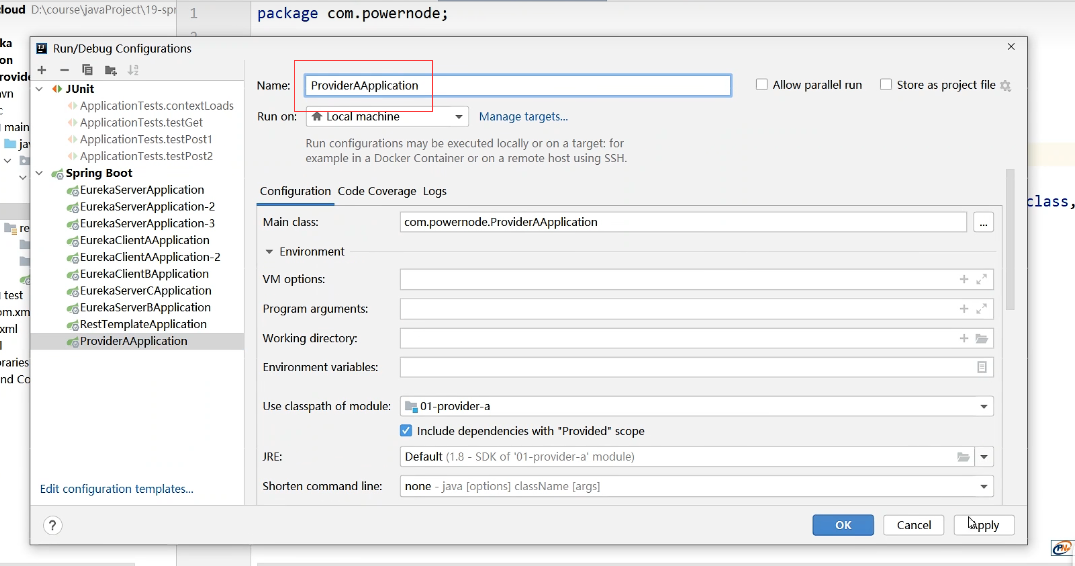 loud D:\course\javaProject\19-spr
1
package com.powernode;
ka
on
rovide
vn
main
jav
re
test
om.xm
xml
raries
nd Co
class,
Run/Debug Configurations
JUnit
ApplicationTests.contextLoads
ApplicationTests.testGet
ApplicationTests.testPost1
ApplicationTests.testPost2
Spring Boot
EurekaServerApplication
EurekaServerApplication-2
EurekaServerApplication-3
EurekaClientAApplication
EurekaClientAApplication-2
EurekaClientBApplication
EurekaServerCApplication
EurekaServerBApplication
RestTemplateApplication
ProviderAApplication
Edit configuration templates...
?
Name: ProviderAApplication
Allow parallel run
Store as project file
Run on: Local machine Manage targets...
Run configurations may be executed locally or on a target: for
example in a Docker Container or on a remote host using SSH.
Configuration Code Coverage Logs
Main class: com.powernode.ProviderAApplication ...
Environment
VM options:
Program arguments:
Working directory:
Environment variables:
Use classpath of module: 01-provider-a
Include dependencies with "Provided" scope
JRE: Default (1.8 - SDK of '01-provider-a' module)
Shorten command line: none - java [options] className [args]
OK Cancel Apply